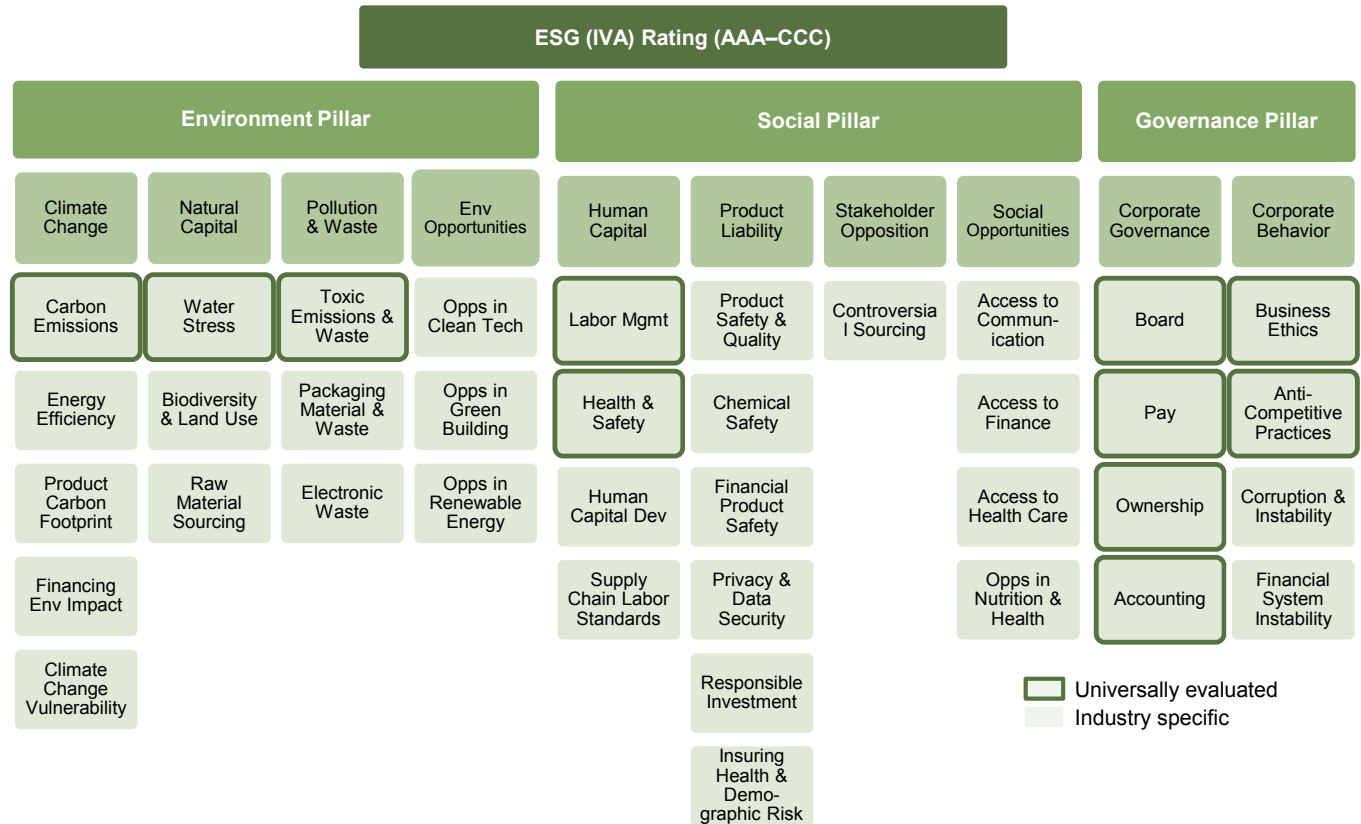 ESG (IVA) Rating (AAA–CCC)
Environment Pillar
Social Pillar
Governance Pillar
Climate
Change
Natural
Capital
Pollution
& Waste
Env
Opportunities
Human
Capital
Product
Liability
Stakeholder
Opposition
Social
Opportunities
Corporate
Governance
Corporate
Behavior
Carbon
Emissions
Water
Stress
Toxic
Emissions &
Waste
Opps in
Clean Tech
Labor Mgmt
Product
Safety &
Quality
Controversia
l Sourcing
Access to
Commun-
ication
Board
Business
Ethics
Energy
Efficiency
Biodiversity
& Land Use
Packaging
Material &
Waste
Opps in
Green
Building
Health &
Safety
Chemical
Safety
Access to
Finance
Pay
Anti-
Competitive
Practices
Product
Carbon
Footprint
Raw
Material
Sourcing
Electronic
Waste
Opps in
Renewable
Energy
Human
Capital Dev
Financial
Product
Safety
Access to
Health Care
Ownership
Corruption &
Instability
Financing
Env Impact
Supply
Chain Labor
Standards
Privacy &
Data
Security
Opps in
Nutrition &
Health
Accounting
Financial
System
Instability
Climate
Change
Vulnerability
Responsible
Investment
Universally evaluated
Industry specific
Insuring
Health &
Demo-
graphic Risk